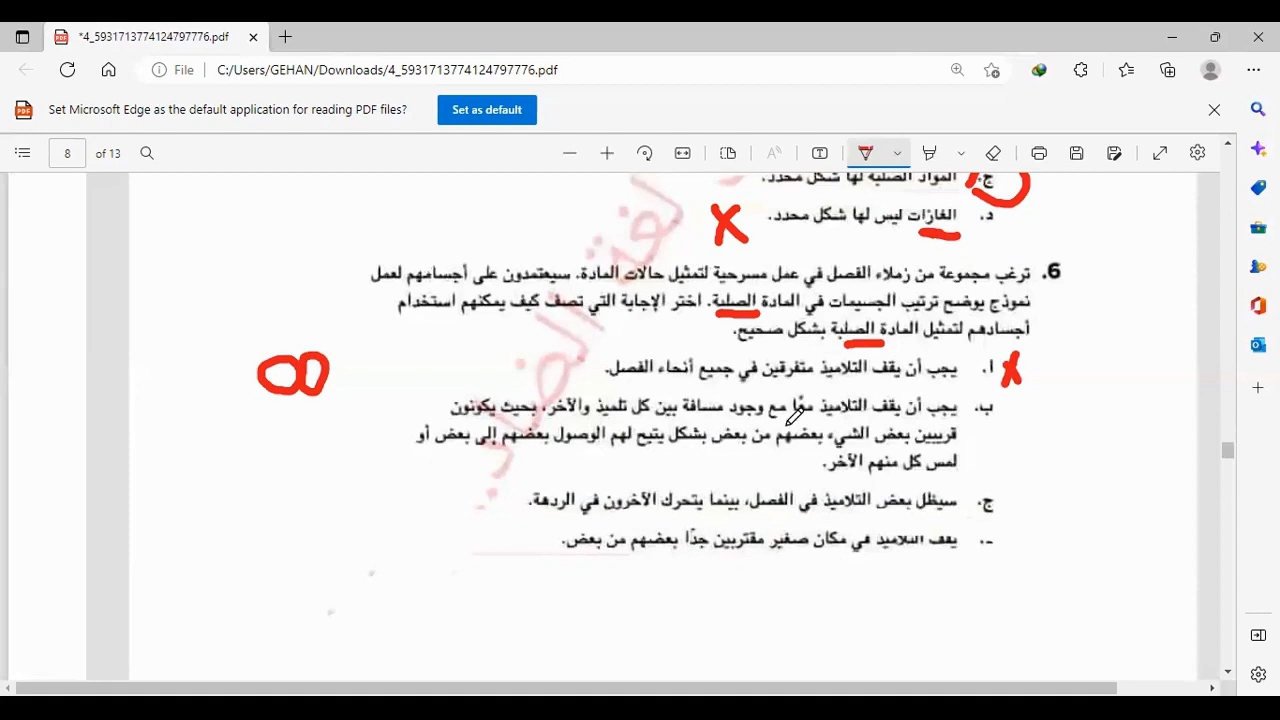 *4_5931713774124797776.pdf
File C:/Users/GEHAN/Downloads/4_5931713774124797776.pdf
Set Microsoft Edge as the default application for reading PDF files? Set as default
8 of 13
ج. المواد الصلبة لها شكل محدد.
د. الغازات ليس لها شكل محدد.
6. ترغب مجموعة من زملاء الفصل في عمل مسرحية لتمثيل حالات المادة. سيعتمدون على أجسامهم لعمل
نموذج يوضح ترتيب الجسيمات في المادة الصلبة. اختر الإجابة التي تصف كيف يمكنهم استخدام
أجسادهم لتمثيل المادة الصلبة بشكل صحيح.
ا. يجب أن يقف التلاميذ متفرقين في جميع أنحاء الفصل.
ب. يجب أن يقف التلاميذ معًا مع وجود مسافة بين كل تلميذ والآخر، بحيث يكونون
قريبين بعض الشيء بعضهم من بعض بشكل يتيح لهم الوصول بعضهم إلى بعض أو
لمس كل منهم الآخر.
ج. سيظل بعض التلاميذ في الفصل، بينما يتحرك الآخرون في الردهة.
يقف التلاميذ في مكان صغير مقتربين جدًا بعضهم من بعض.